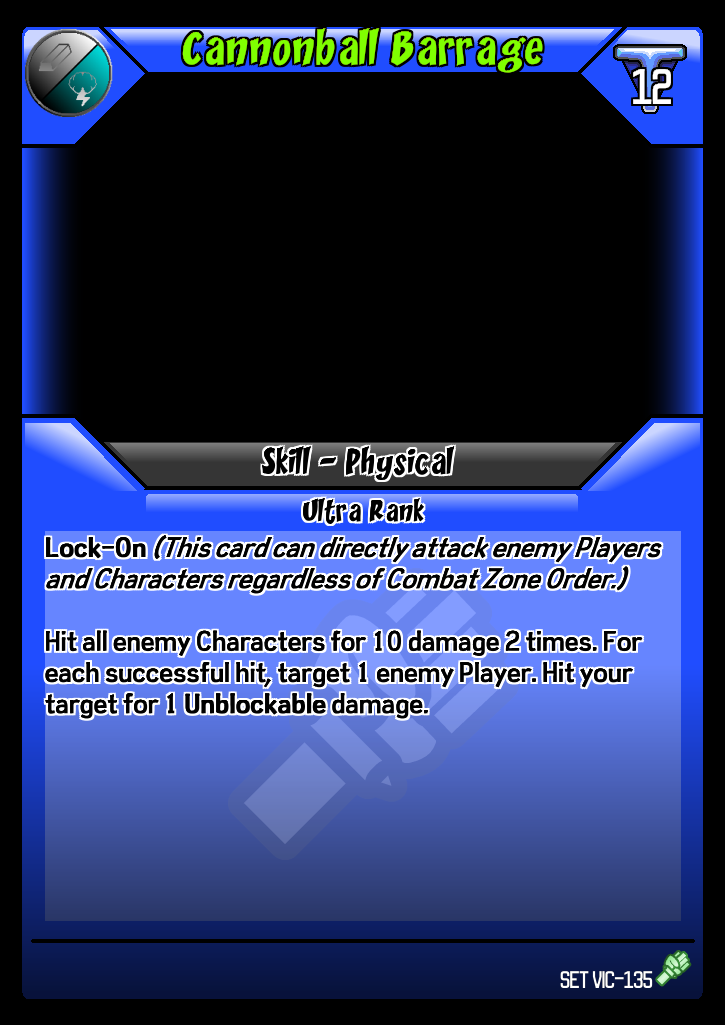 Cannonball Barrage
12
Skill - Physical
Ultra Rank
Lock-On (This card can directly attack enemy Players
and Characters regardless of Combat Zone Order.)
Hit all enemy Characters for 10 damage 2 times. For
each successful hit, target 1 enemy Player. Hit your
target for 1 Unblockable damage.
SET VIC-135